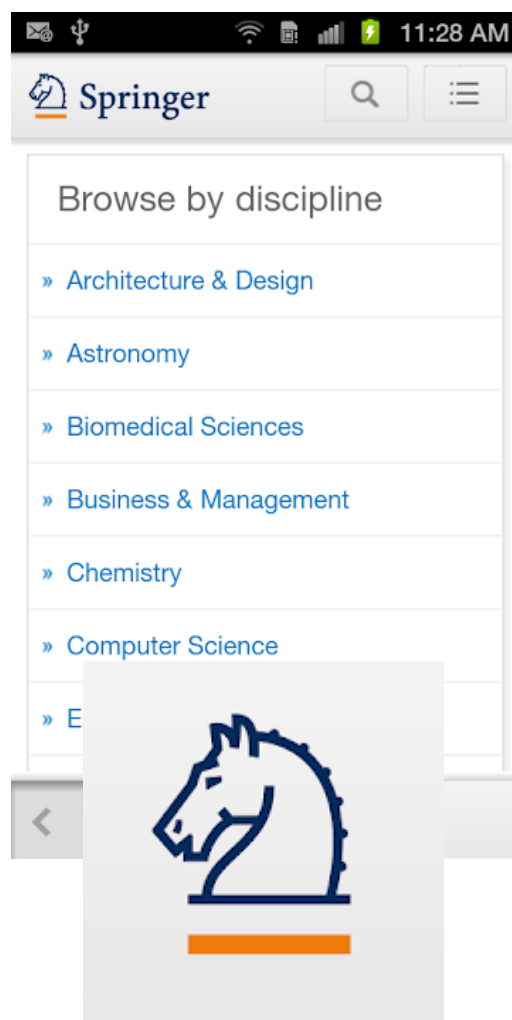 11:28 AM
Springer
Browse by discipline
» Architecture & Design
» Astronomy
» Biomedical Sciences
» Business & Management
» Chemistry
» Computer Science
» E